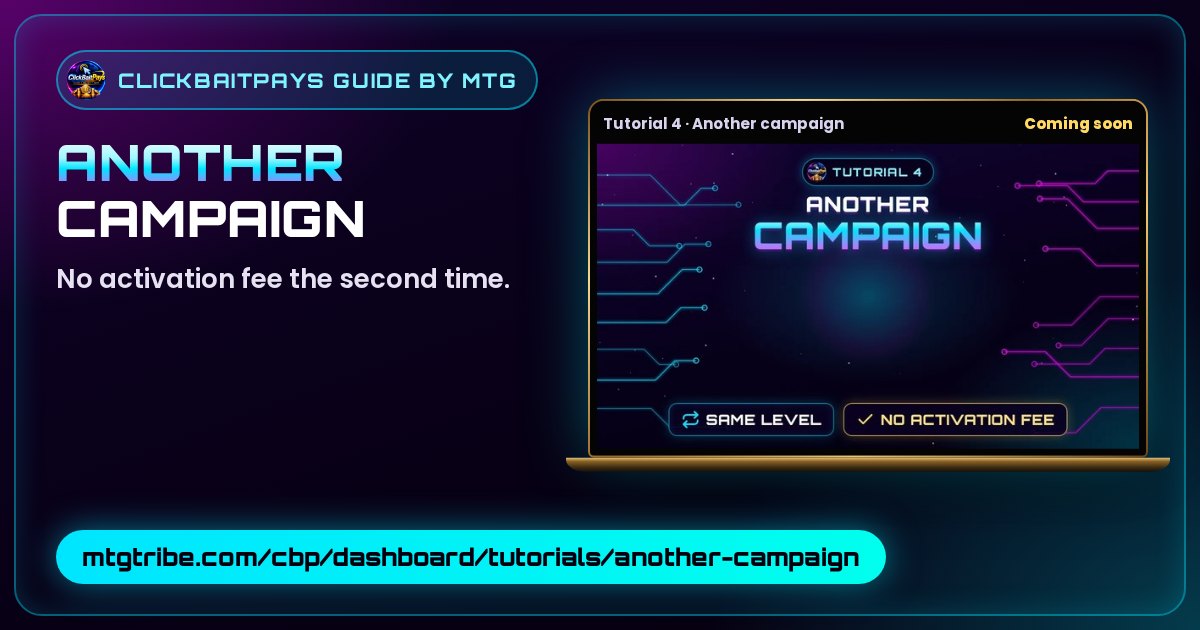 ClickBaitPays
CLICKBAITPAYS GUIDE BY MTG
ANOTHER
CAMPAIGN
No activation fee the second time.
Tutorial 4 · Another campaign
Coming soon
TUTORIAL 4
ANOTHER
CAMPAIGN
SAME LEVEL
NO ACTIVATION FEE
mtgtribe.com/cbp/dashboard/tutorials/another-campaign